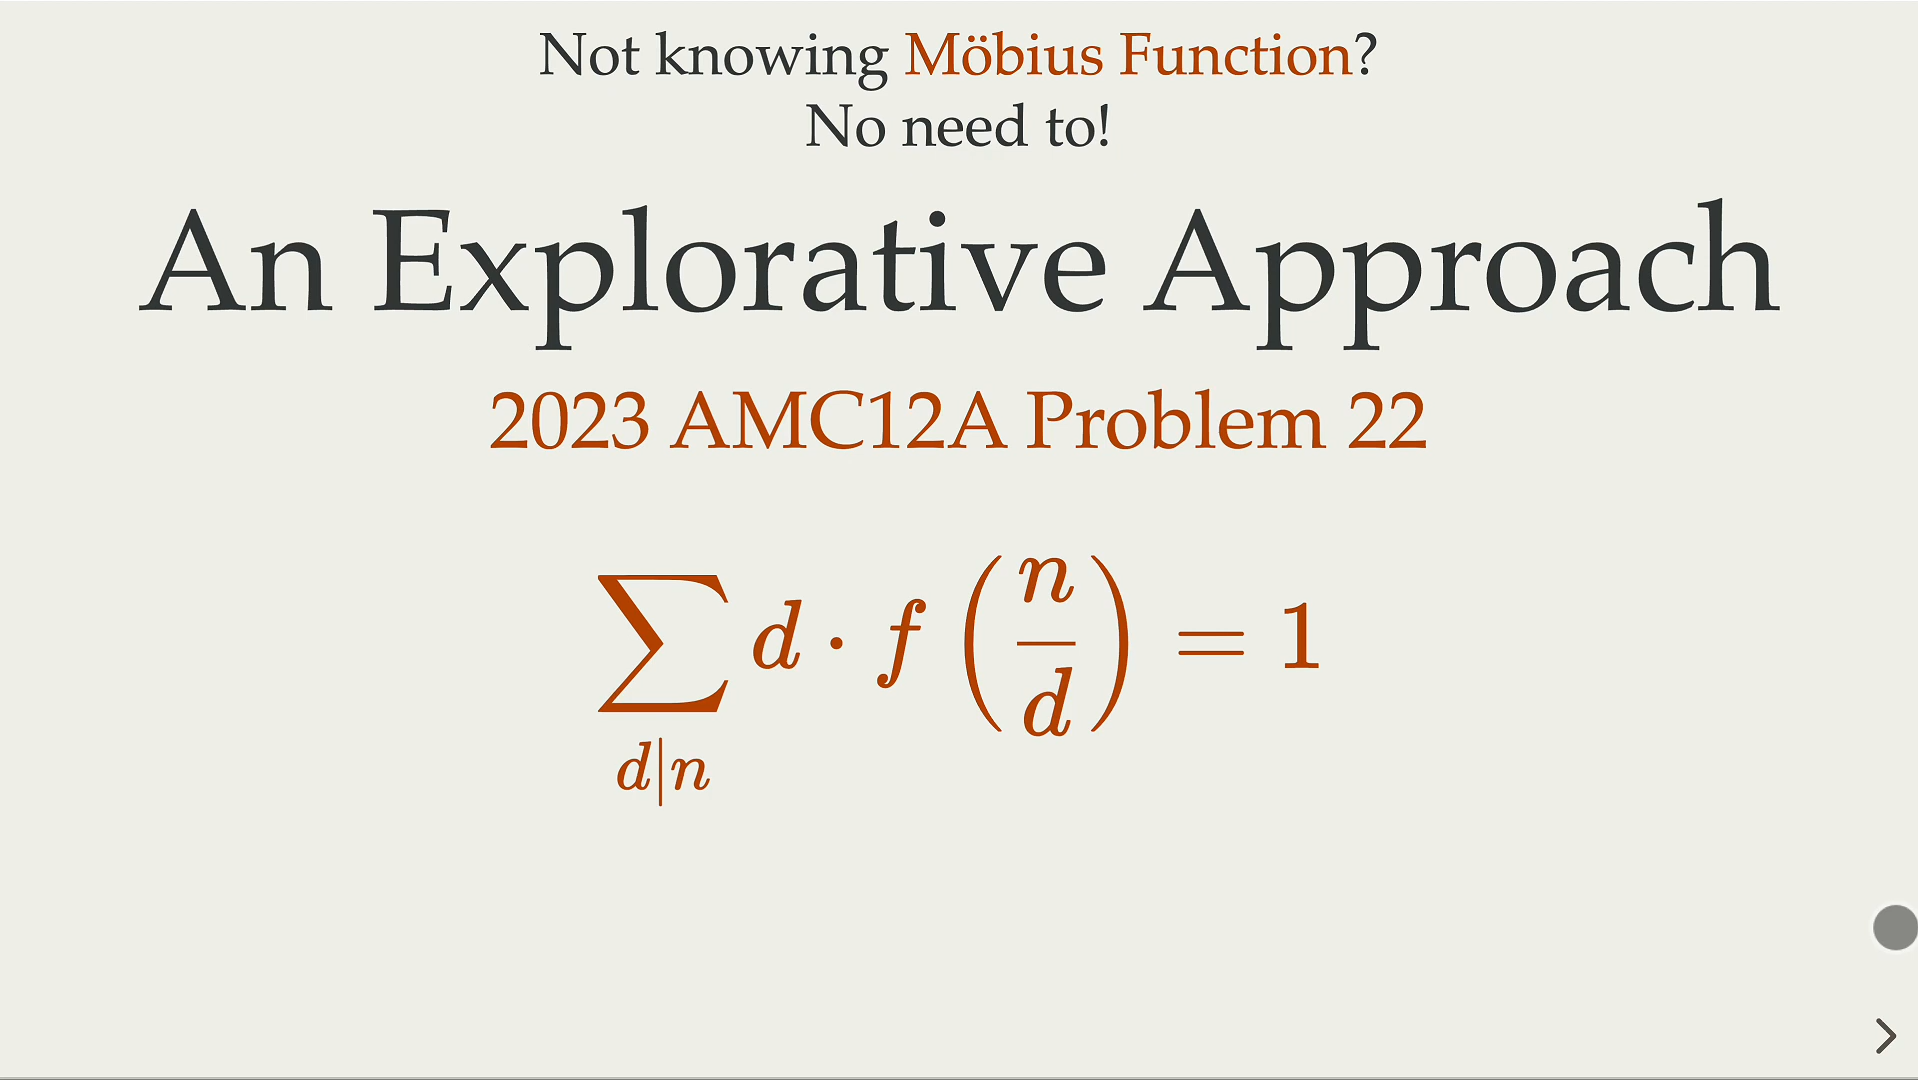 Not knowing Möbius Function?
No need to!
An Explorative Approach
2023 AMC12A Problem 22
∑_{d|n} d · f(n/d) = 1